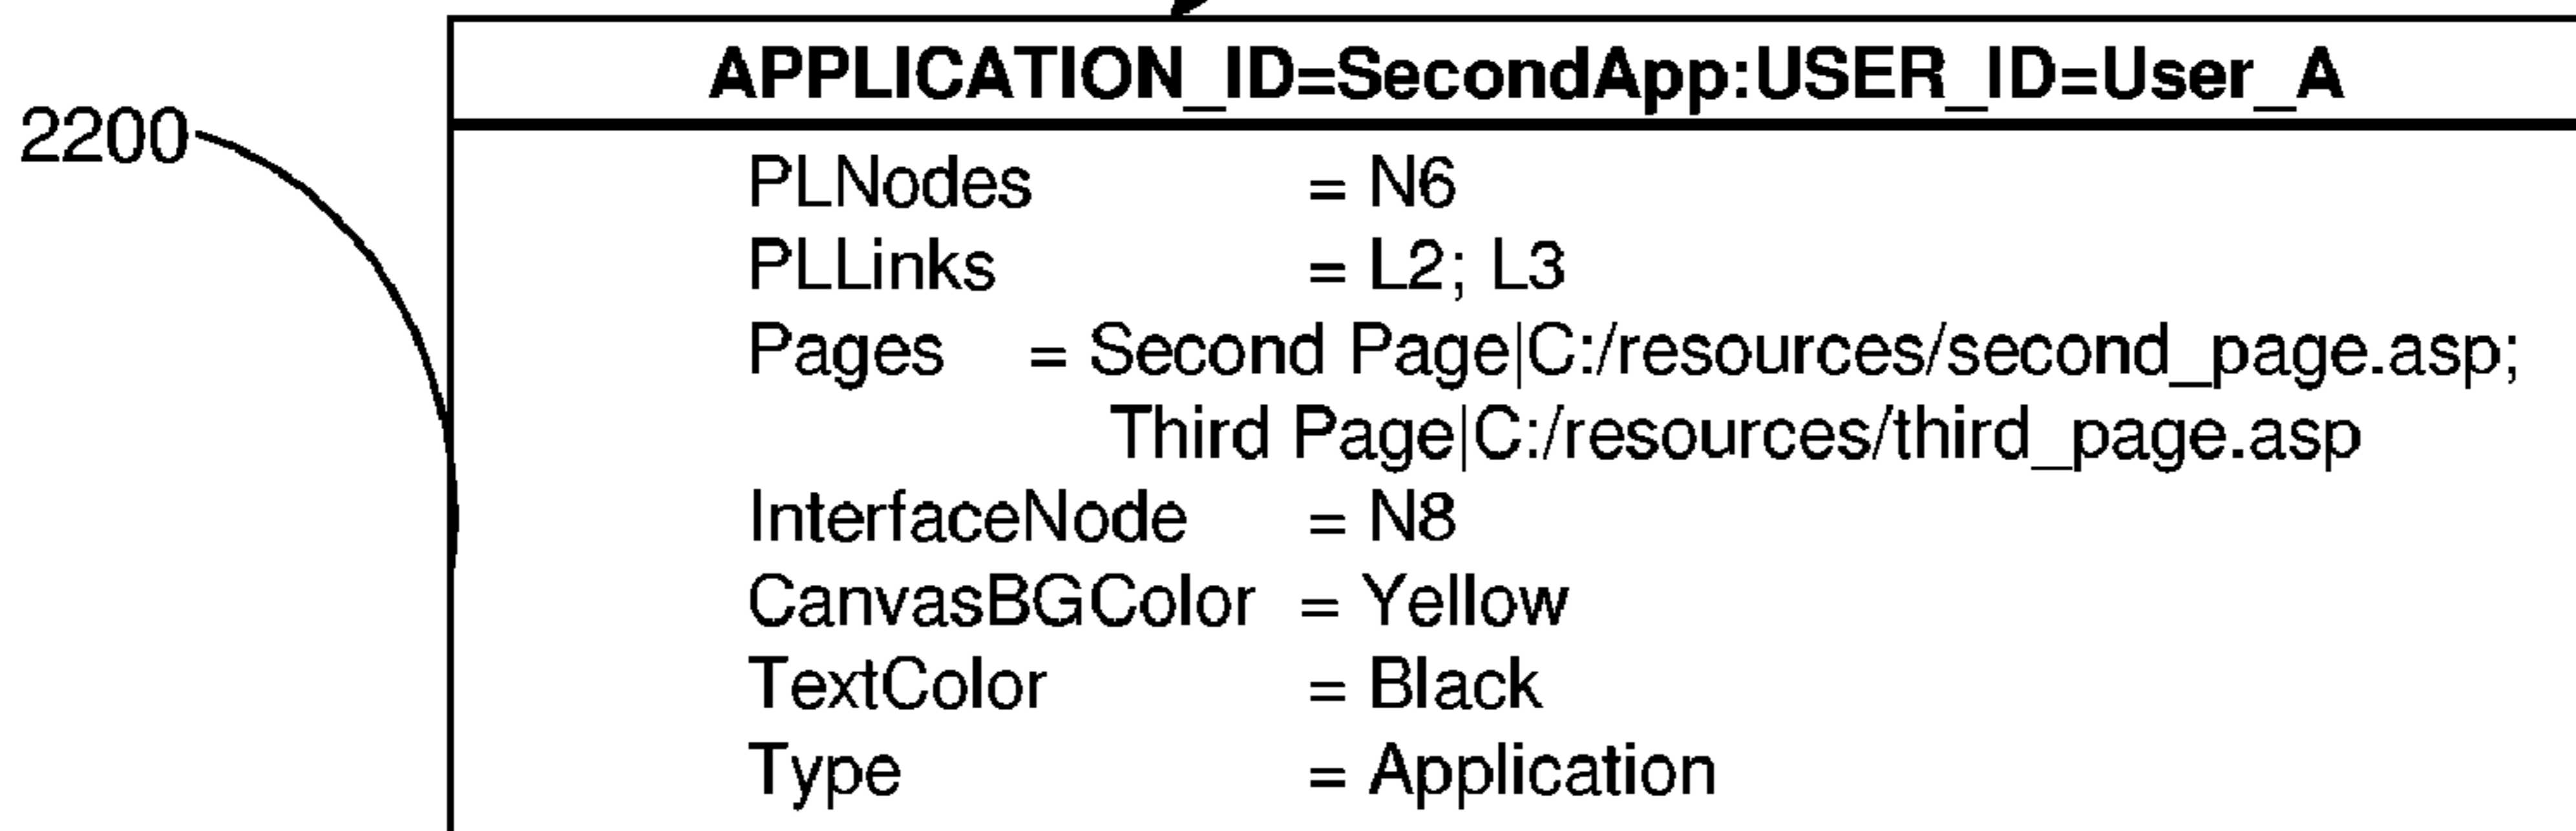 APPLICATION_ID=SecondApp:USER_ID=User_A
2200
PLNodes = N6
PLLinks = L2; L3
Pages = Second Page|C:/resources/second_page.asp;
Third Page|C:/resources/third_page.asp
InterfaceNode = N8
CanvasBGColor = Yellow
TextColor = Black
Type = Application